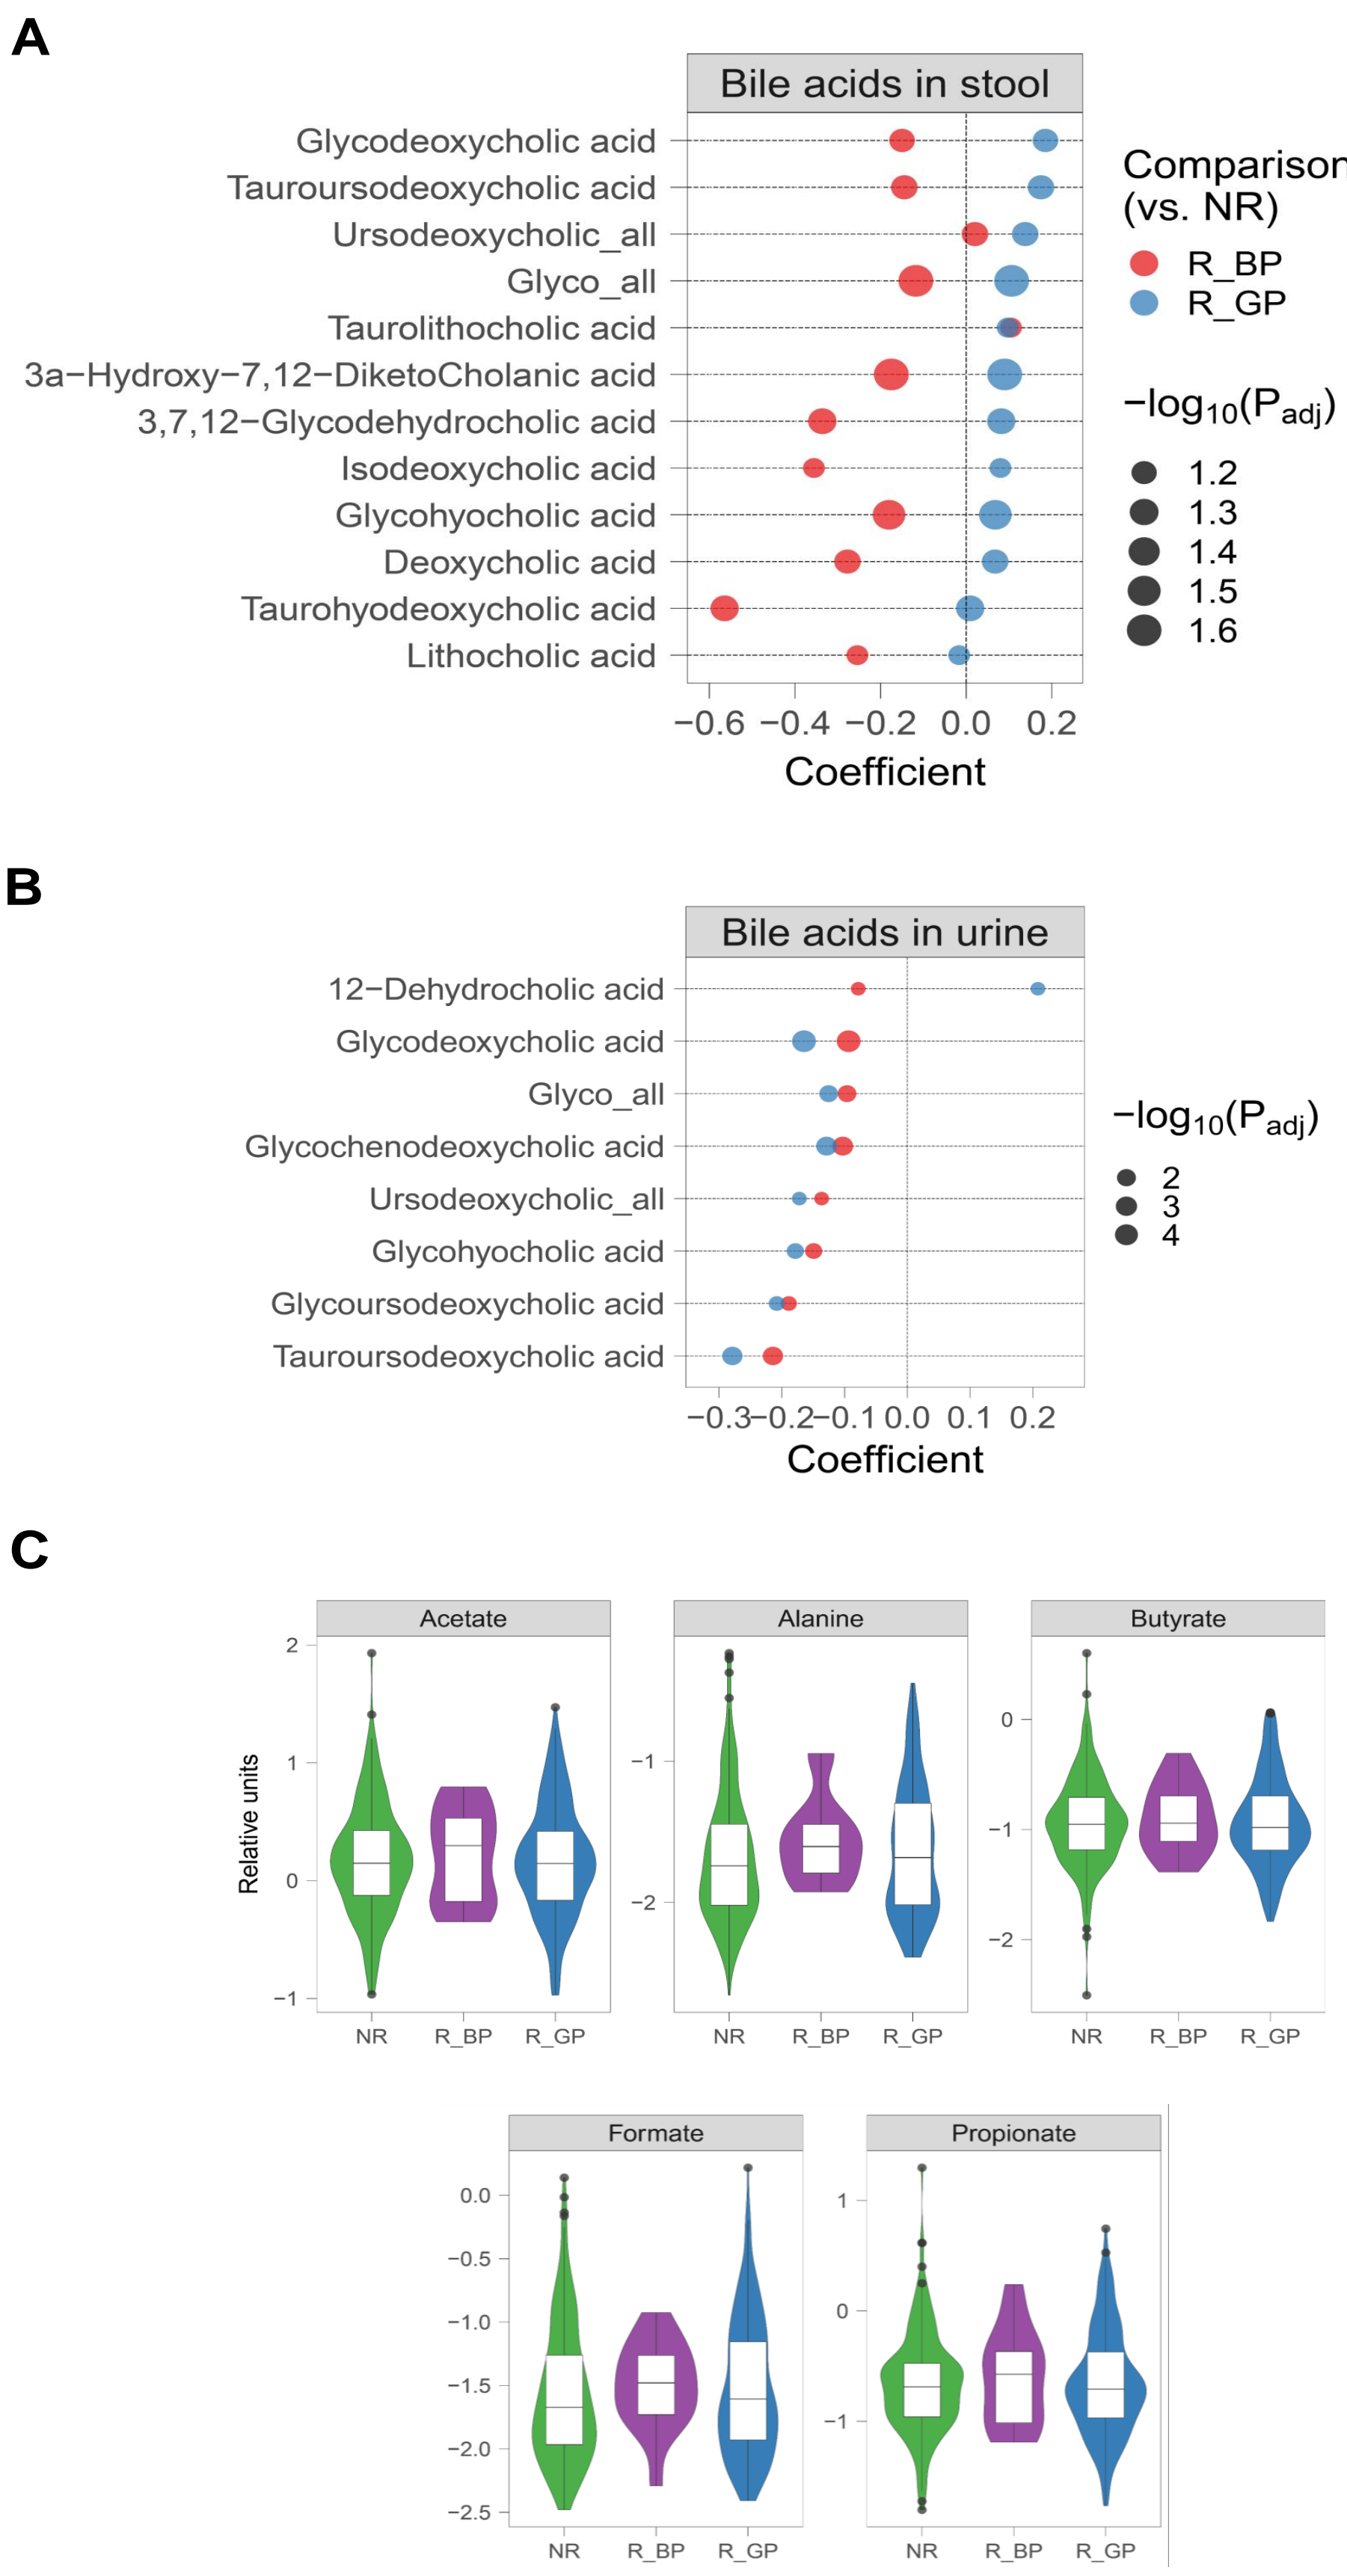 A
Bile acids in stool
Glycodeoxycholic acid
Tauroursodeoxycholic acid
Ursodeoxycholic_all
Glyco_all
Taurolithocholic acid
3a−Hydroxy−7,12−DiketoCholanic acid
3,7,12−Glycodehydrocholic acid
Isodeoxycholic acid
Glycohyocholic acid
Deoxycholic acid
Taurohyodeoxycholic acid
Lithocholic acid
−0.6 −0.4 −0.2 0.0 0.2
Coefficient
Comparison
(vs. NR)
R_BP
R_GP
−log10(Padj)
1.2
1.3
1.4
1.5
1.6
B
Bile acids in urine
12−Dehydrocholic acid
Glycodeoxycholic acid
Glyco_all
Glycochenodeoxycholic acid
Ursodeoxycholic_all
Glycohyocholic acid
Glycoursodeoxycholic acid
Tauroursodeoxycholic acid
−0.3 −0.2 −0.1 0.0 0.1 0.2
Coefficient
−log10(Padj)
2
3
4
C
Acetate Alanine Butyrate
Relative units
2
1
0
−1
−1
−2
0
−1
−2
NR R_BP R_GP NR R_BP R_GP NR R_BP R_GP
Formate Propionate
0.0
−0.5
−1.0
−1.5
−2.0
−2.5
1
0
−1
NR R_BP R_GP NR R_BP R_GP